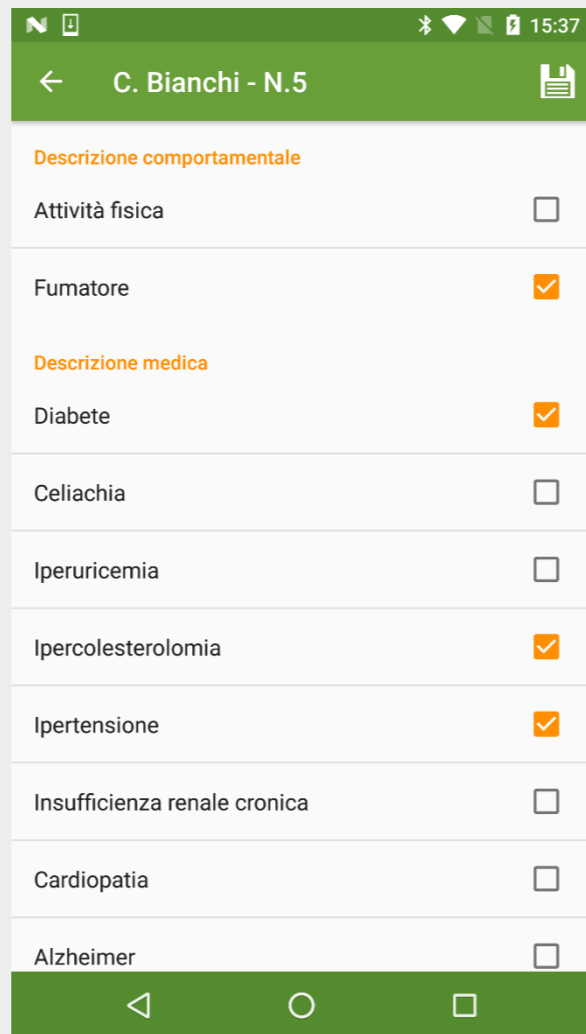 15:37
C. Bianchi - N.5
Descrizione comportamentale
Attività fisica
Fumatore
Descrizione medica
Diabete
Celiachia
Iperuricemia
Ipercolesterolomia
Ipertensione
Insufficienza renale cronica
Cardiopatia
Alzheimer